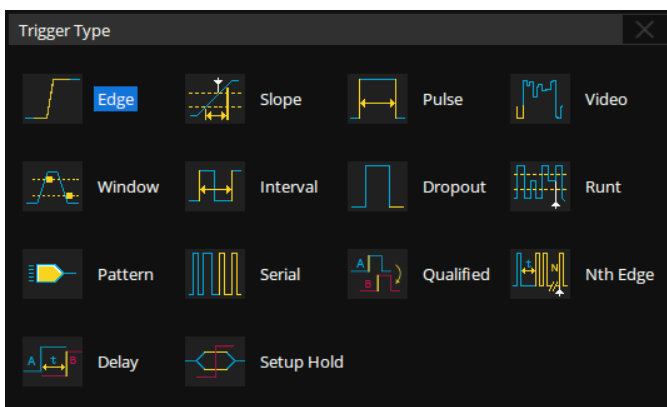 Trigger Type
Edge
Slope
Pulse
Video
Window
Interval
Dropout
Runt
Pattern
Serial
A
B
Qualified
t
N
Nth Edge
A t B
Delay
Setup Hold